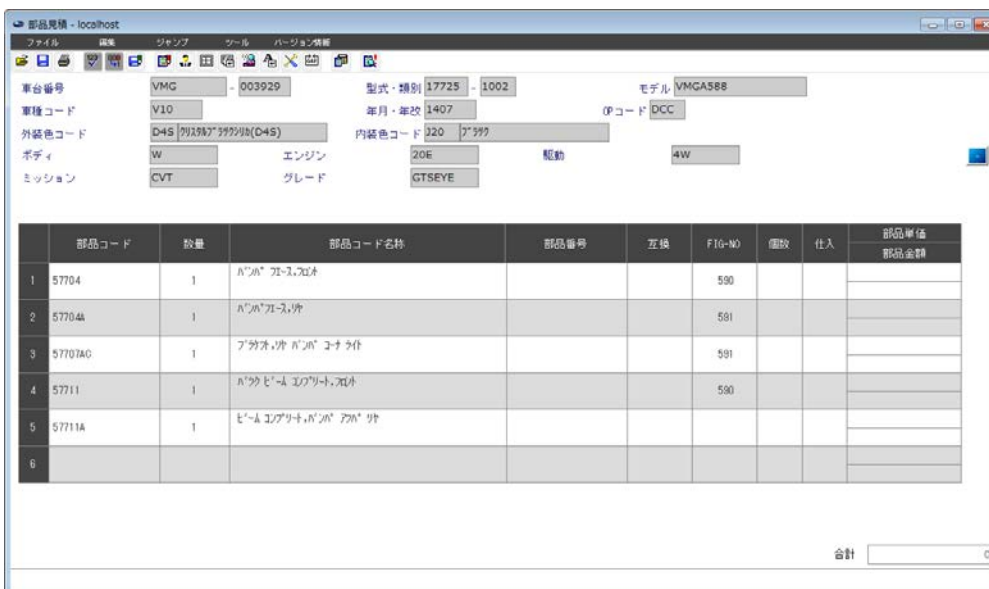 部品見積 - localhost
ファイル 編集 ジャンプ ツール バージョン情報
車台番号 VMG - 003929 型式・類別 17725 - 1002 モデル VMGA588
車種コード V10 年月・年改 1407 OPコード DCC
外装色コード D4S ｸﾘｽﾀﾙﾌﾞﾗﾂｸｼﾘｶ(D4S) 内装色コード J20 ﾌﾞﾗﾂｸ
ボディ W エンジン 20E 駆動 4W
ミッション CVT グレード GTSEYE
部品コード 数量 部品コード名称 部品番号 互換 FIG-NO 個数 仕入 部品単価
部品金額
1 57704 1 ﾊﾞﾝﾊﾟ ﾌｴｰｽ,ﾌﾛﾝﾄ 590
2 57704A 1 ﾊﾞﾝﾊﾟﾌｴｰｽ,ﾘﾔ 591
3 57707AC 1 ﾌﾞﾗｹﾂﾄ,ﾘﾔ ﾊﾞﾝﾊﾟ ｺｰﾅ ﾗｲﾄ 591
4 57711 1 ﾊﾞﾂｸ ﾋﾞｰﾑ ｺﾝﾌﾟﾘｰﾄ,ﾌﾛﾝﾄ 590
5 57711A 1 ﾋﾞｰﾑ ｺﾝﾌﾟﾘｰﾄ,ﾊﾞﾝﾊﾟ ﾘﾔ
6
合計 0